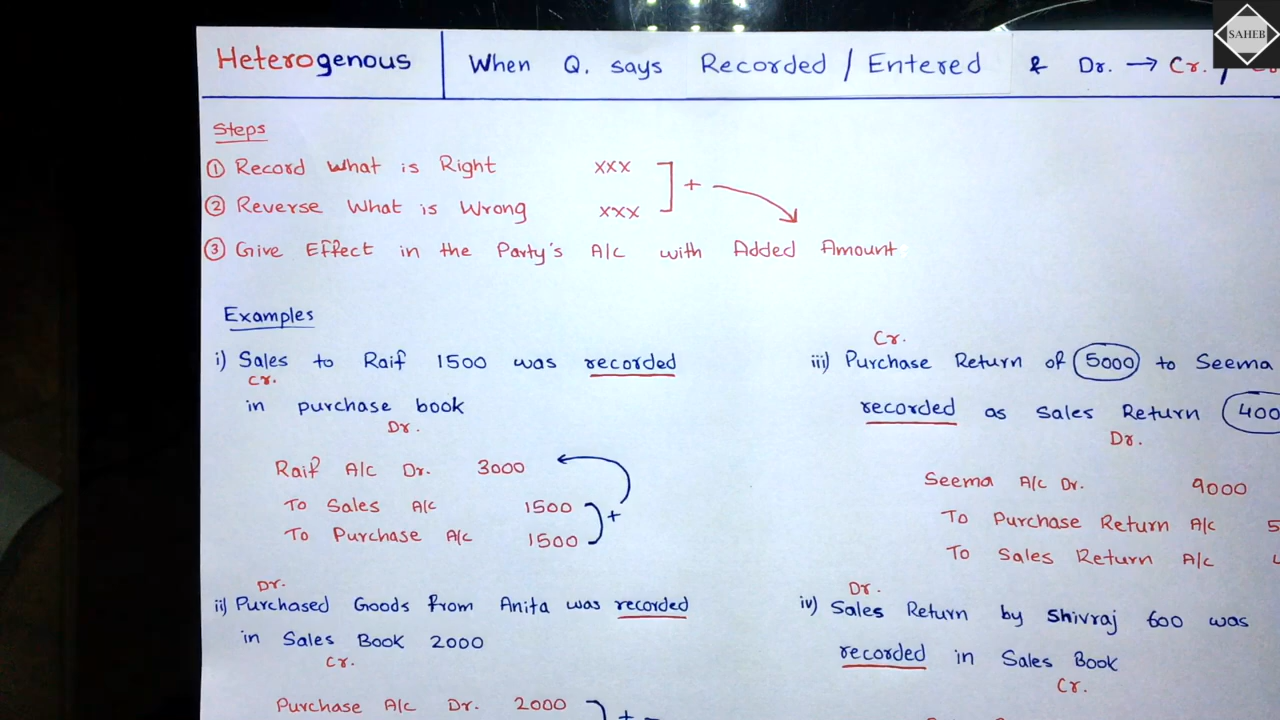 SAHEB
Heterogenous When Q. says Recorded / Entered & Dr. → Cr. /
Steps
① Record What is Right xxx
② Reverse What is Wrong xxx
+
③ Give Effect in the Party's A/c with Added Amount
Examples
i) Sales to Raif 1500 was recorded
Cr.
in purchase book
Dr.
Raif A/c Dr. 3000
To Sales A/c 1500
To Purchase A/c 1500
+
Dr.
ii) Purchased Goods from Anita was recorded
in Sales Book 2000
Cr.
Purchase A/c Dr. 2000
+
Cr.
iii) Purchase Return of 5000 to Seema
recorded as Sales Return 400
Dr.
Seema A/c Dr. 9000
To Purchase Return A/c 5
To Sales Return A/c
Dr.
iv) Sales Return by Shivraj 600 was
recorded in Sales Book
Cr.